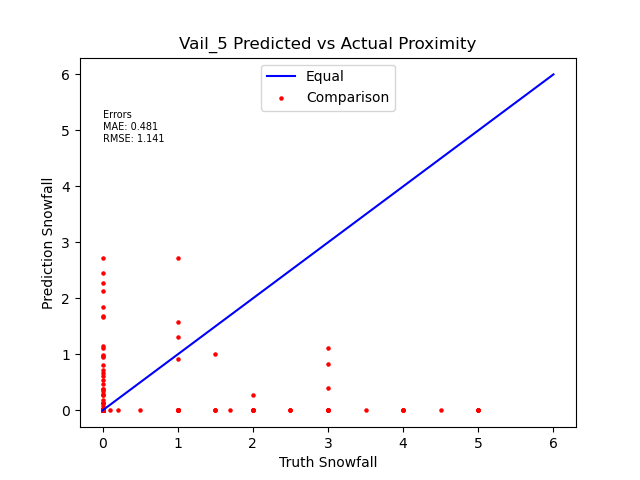 Vail_5 Predicted vs Actual Proximity
Equal
Comparison
Errors
MAE: 0.481
RMSE: 1.141
Prediction Snowfall
6
5
4
3
2
1
0
0 1 2 3 4 5 6
Truth Snowfall